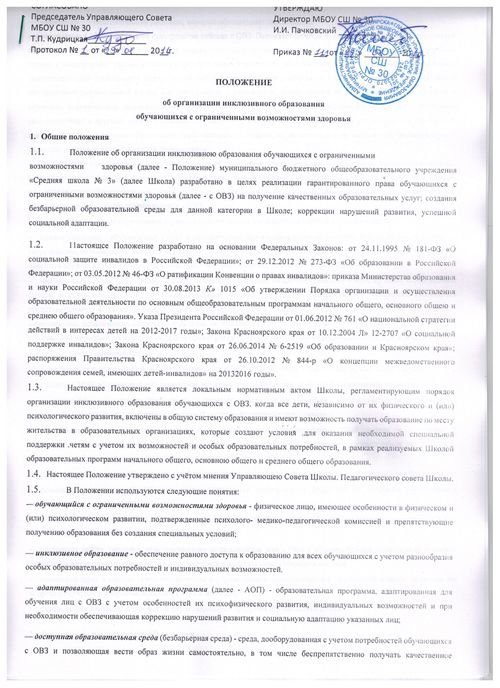 СОГЛАСОВАНО
Председатель Управляющего Совета
МБОУ СШ № 30
Т.П. Кудрицкая
Протокол № 1 от 2014.
УТВЕРЖДАЮ
Директор МБОУ СШ № 30
И.И. Пачковский
Приказ № от
МБОУ
СШ
№ 30
ПОЛОЖЕНИЕ
об организации инклюзивного образования
обучающихся с ограниченными возможностями здоровья
1. Общие положения
1.1. Положение об организации инклюзивною образования обучающихся с ограниченными
возможностями здоровья (далее - Положение) муниципального бюджетного общеобразовательного учреждения
«Средняя школа № 3» (далее Школа) разработано в целях реализации гарантированного права обучающихся с
ограниченными возможностями здоровья (далее - с ОВЗ) на получение качественных образовательных услуг; создания
безбарьерной образовательной среды для данной категории в Школе; коррекции нарушений развития, успешной
социальной адаптации.
1.2. Настоящее Положение разработано на основании Федеральных Законов: от 24.11.1995 № 181-ФЗ «О
социальной защите инвалидов в Российской Федерации»; от 29.12.2012 № 273-ФЗ «Об образовании в Российской
Федерации»; от 03.05.2012 № 46-ФЗ «О ратификации Конвенции о правах инвалидов»: приказа Министерства образования
и науки Российской Федерации от 30.08.2013 К» 1015 «Об утверждении Порядка организации и осуществления
образовательной деятельности по основным общеобразовательным программам начального общего, основного общею и
среднею общего образования». Указа Президента Российской Федерации от 01.06.2012 № 761 «О национальной стратегии
действий в интересах детей на 2012-2017 годы»; Закона Красноярского края от 10.12.2004 Л» 12-2707 «О социальной
поддержке инвалидов»; Закона Красноярского края от 26.06.2014 № 6-2519 «Об образовании и Красноярском крае»;
распоряжения Правительства Красноярского края от 26.10.2012 № 844-р «О концепции межведомственного
сопровождения семей, имеющих детей-инвалидов» на 20132016 годы».
1.3. Настоящее Положение является локальным нормативным актом Школы, регламентирующим порядок
организации инклюзивного образования обучающихся с ОВЗ, когда все дети, независимо от их физического и (ило)
психологического развития, включены в общую систему образования и имеют возможность получать образование по месту
жительства в образовательных организациях, которые создают условия для оказания необходимой специальной
поддержки .четям с учетом их возможностей и особых образовательных потребностей, в рамках реализуемых Школой
образовательных программ начального общего, основною общею и среднего общего образования.
1.4. Настоящее Положение утверждено с учётом мнения Управляющею Совета Школы. Педагогического совета Школы.
1.5. В Положении используются следующие понятия:
— обучающийся с ограниченными возможностями здоровья - физическое лицо, имеющее особенности в физическом и
(или) психологическом развитии, подтвержденные психолого- медико-педагогической комиссией и препятствующие
получению образования без создания специальных условий;
— инклюзивное образование - обеспечение равного доступа к образованию для всех обучающихся с учетом разнообразия
особых образовательных потребностей и индивидуальных возможностей.
— адаптированная образовательная программа (далее - АОП) - образовательная программа, адаптированная для
обучения лиц с ОВЗ с учетом особенностей их психофизического развития, индивидуальных возможностей и при
необходимости обеспечивающая коррекцию нарушений развития и социальную адаптацию указанных лиц;
— доступная образовательная среда (безбарьерная среда) - среда, дооборудованная с учетом потребностей обучающихся
с ОВЗ и позволяющая вести образ жизни самостоятельно, в том числе беспрепятственно получать качественное